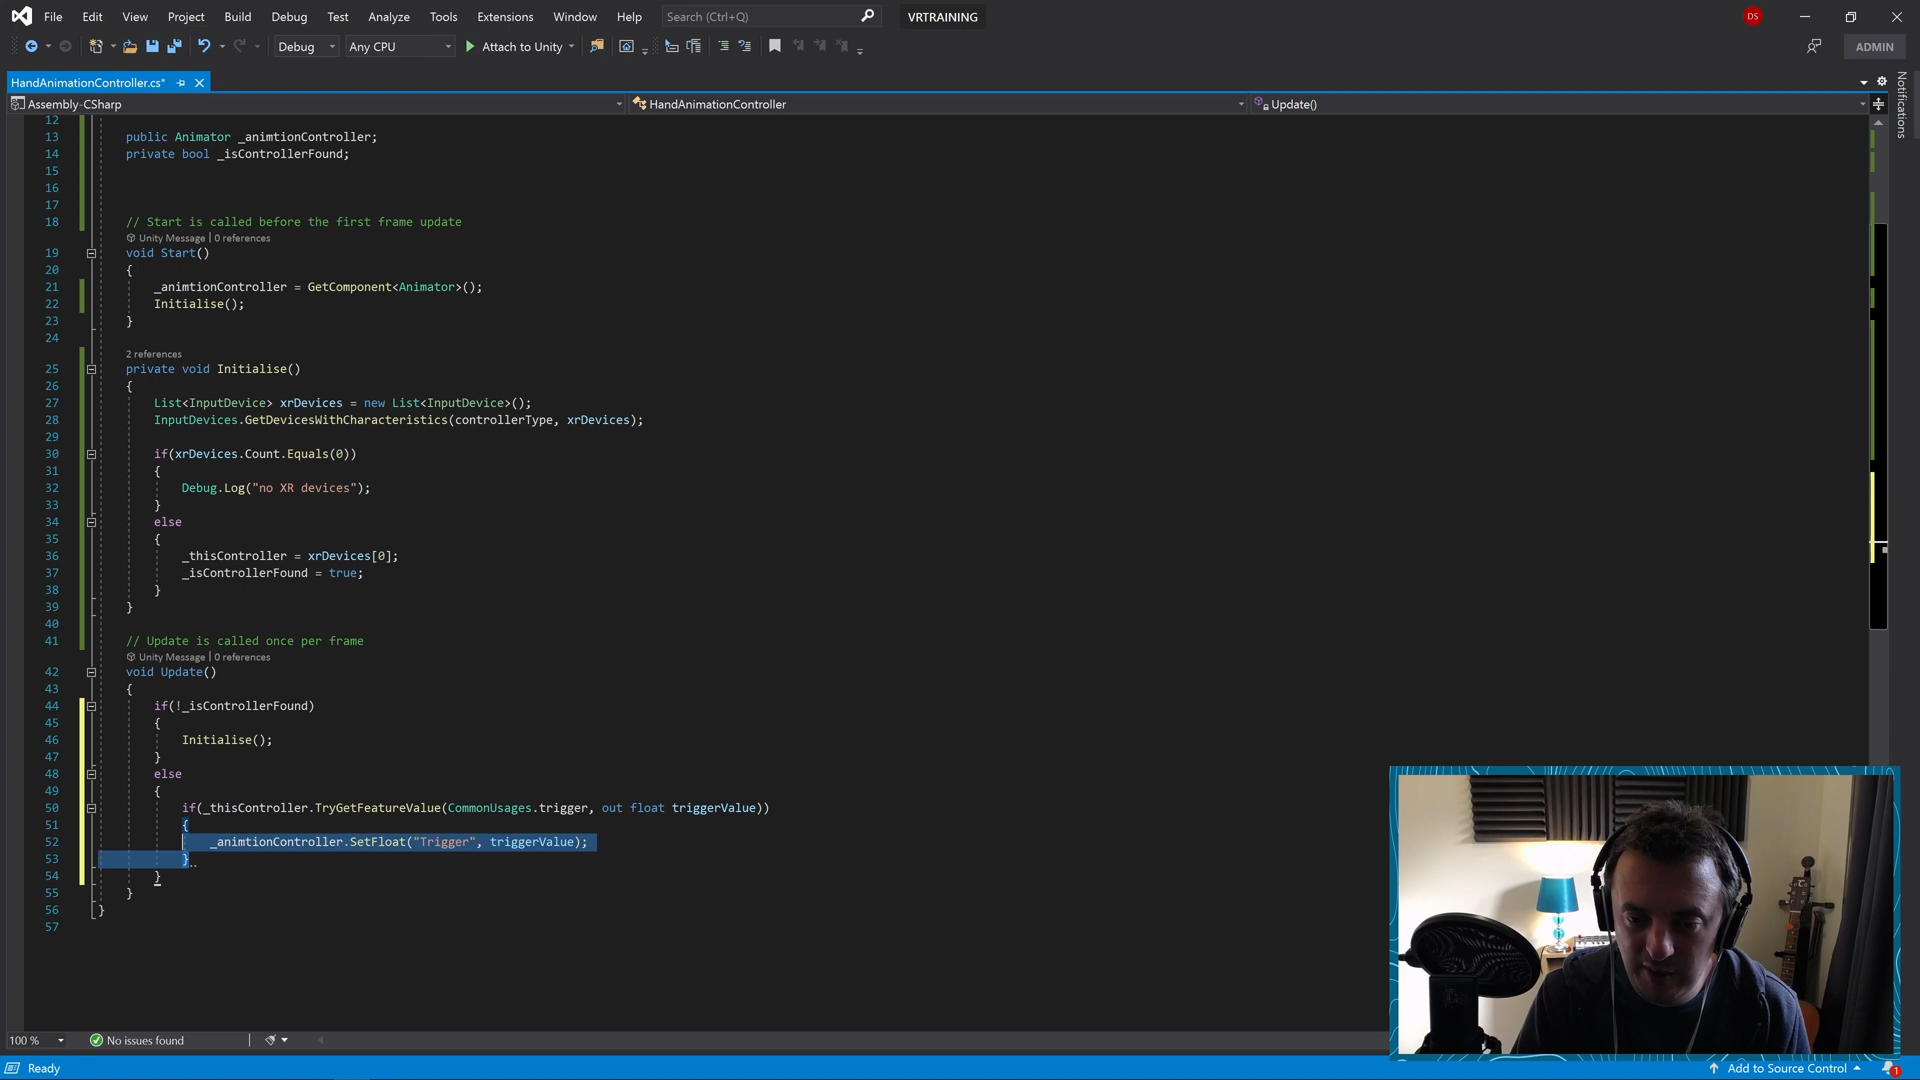 File Edit View Project Build Debug Test Analyze Tools Extensions Window Help Search (Ctrl+Q) VRTRAINING DS
Debug Any CPU Attach to Unity ADMIN
HandAnimationController.cs*
Notifications
Assembly-CSharp HandAnimationController Update()
12
13 public Animator _animtionController;
14 private bool _isControllerFound;
15
16
17
18 // Start is called before the first frame update
Unity Message | 0 references
19 void Start()
20 {
21 _animtionController = GetComponent<Animator>();
22 Initialise();
23 }
24
2 references
25 private void Initialise()
26 {
27 List<InputDevice> xrDevices = new List<InputDevice>();
28 InputDevices.GetDevicesWithCharacteristics(controllerType, xrDevices);
29
30 if(xrDevices.Count.Equals(0))
31 {
32 Debug.Log("no XR devices");
33 }
34 else
35 {
36 _thisController = xrDevices[0];
37 _isControllerFound = true;
38 }
39 }
40
41 // Update is called once per frame
Unity Message | 0 references
42 void Update()
43 {
44 if(!_isControllerFound)
45 {
46 Initialise();
47 }
48 else
49 {
50 if(_thisController.TryGetFeatureValue(CommonUsages.trigger, out float triggerValue))
51 {
52 _animtionController.SetFloat("Trigger", triggerValue);
53 }
54 }
55 }
56 }
57
100 % No issues found
Ready Add to Source Control 1